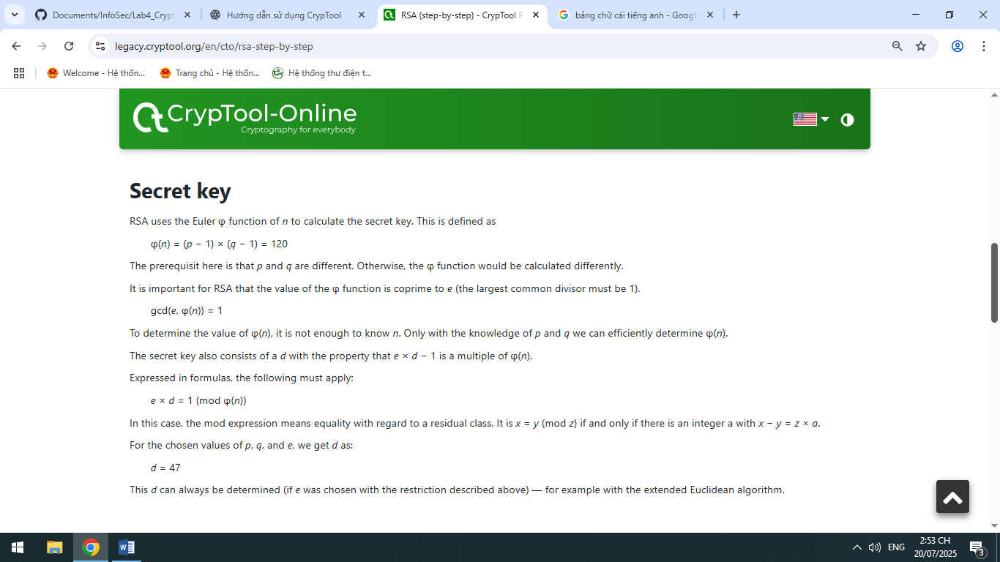 Documents/InfoSec/Lab4_Crypt
Hướng dẫn sử dụng CrypTool
RSA (step-by-step) - CrypTool P
bảng chữ cái tiếng anh - Google
legacy.cryptool.org/en/cto/rsa-step-by-step
Welcome - Hệ thốn...
Trang chủ - Hệ thốn...
Hệ thống thư điện t...
CrypTool-Online
Cryptography for everybody
Secret key
RSA uses the Euler φ function of n to calculate the secret key. This is defined as
φ(n) = (p − 1) × (q − 1) = 120
The prerequisit here is that p and q are different. Otherwise, the φ function would be calculated differently.
It is important for RSA that the value of the φ function is coprime to e (the largest common divisor must be 1).
gcd(e, φ(n)) = 1
To determine the value of φ(n), it is not enough to know n. Only with the knowledge of p and q we can efficiently determine φ(n).
The secret key also consists of a d with the property that e × d − 1 is a multiple of φ(n).
Expressed in formulas, the following must apply:
e × d = 1 (mod φ(n))
In this case, the mod expression means equality with regard to a residual class. It is x = y (mod z) if and only if there is an integer a with x − y = z × a.
For the chosen values of p, q, and e, we get d as:
d = 47
This d can always be determined (if e was chosen with the restriction described above) — for example with the extended Euclidean algorithm.
ENG
2:53 CH
20/07/2025
3